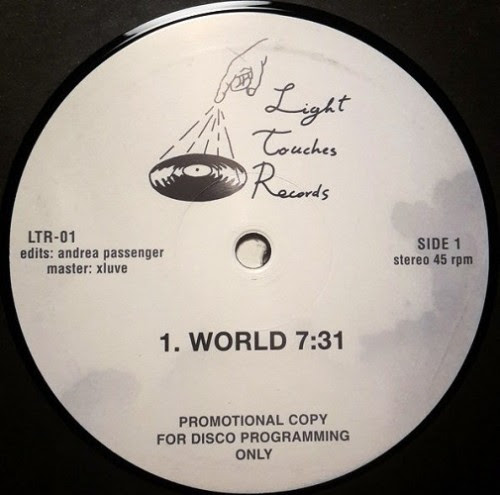 Light
Touches
Records
LTR-01
edits: andrea passenger
master: xluve
SIDE 1
stereo 45 rpm
1. WORLD 7:31
PROMOTIONAL COPY
FOR DISCO PROGRAMMING
ONLY